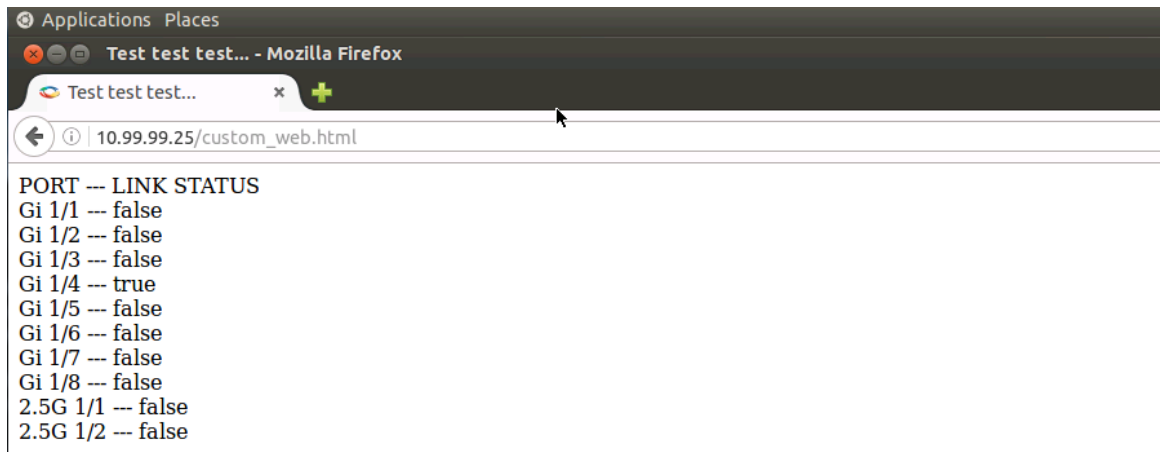 Applications Places
Test test test... - Mozilla Firefox
Test test test...
10.99.99.25/custom_web.html
PORT --- LINK STATUS
Gi 1/1 --- false
Gi 1/2 --- false
Gi 1/3 --- false
Gi 1/4 --- true
Gi 1/5 --- false
Gi 1/6 --- false
Gi 1/7 --- false
Gi 1/8 --- false
2.5G 1/1 --- false
2.5G 1/2 --- false